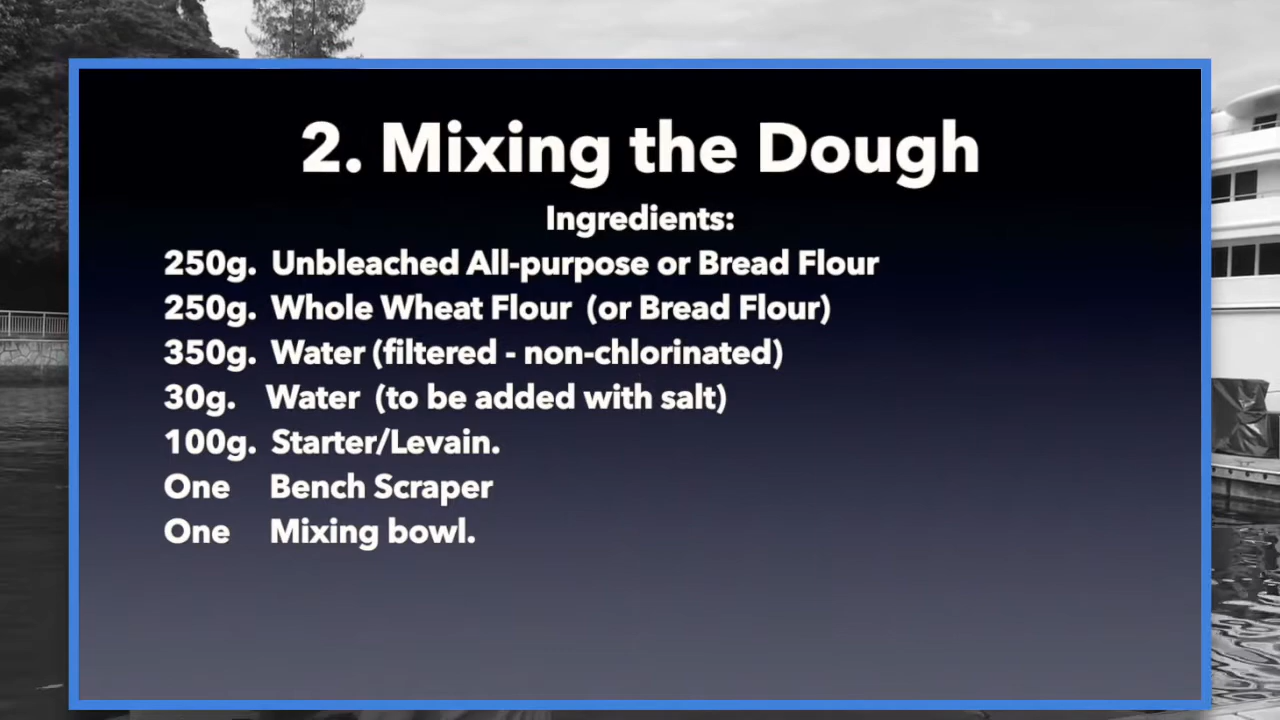 2. Mixing the Dough
Ingredients:
250g. Unbleached All-purpose or Bread Flour
250g. Whole Wheat Flour (or Bread Flour)
350g. Water (filtered - non-chlorinated)
30g. Water (to be added with salt)
100g. Starter/Levain.
One Bench Scraper
One Mixing bowl.